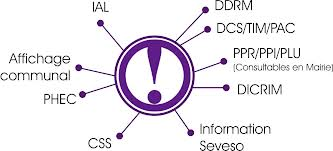 IAL
DDRM
DCS/TIM/PAC
Affichage
communal
PPR/PPI/PLU
(Consultables en Mairie)
PHEC
DICRIM
CSS
Information
Seveso